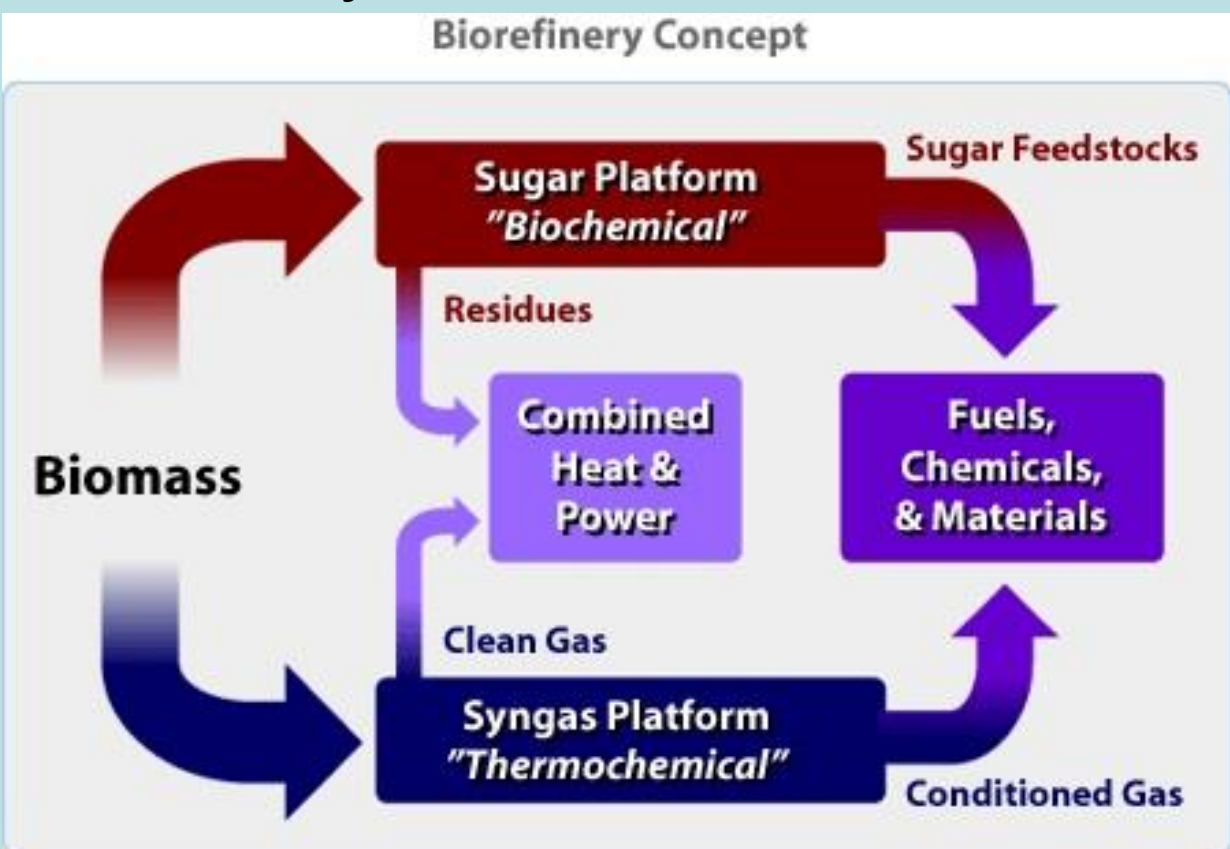 Biorefinery Concept
Sugar Platform
"Biochemical"
Sugar Feedstocks
Residues
Combined
Heat &
Power
Fuels,
Chemicals,
& Materials
Biomass
Clean Gas
Syngas Platform
"Thermochemical"
Conditioned Gas